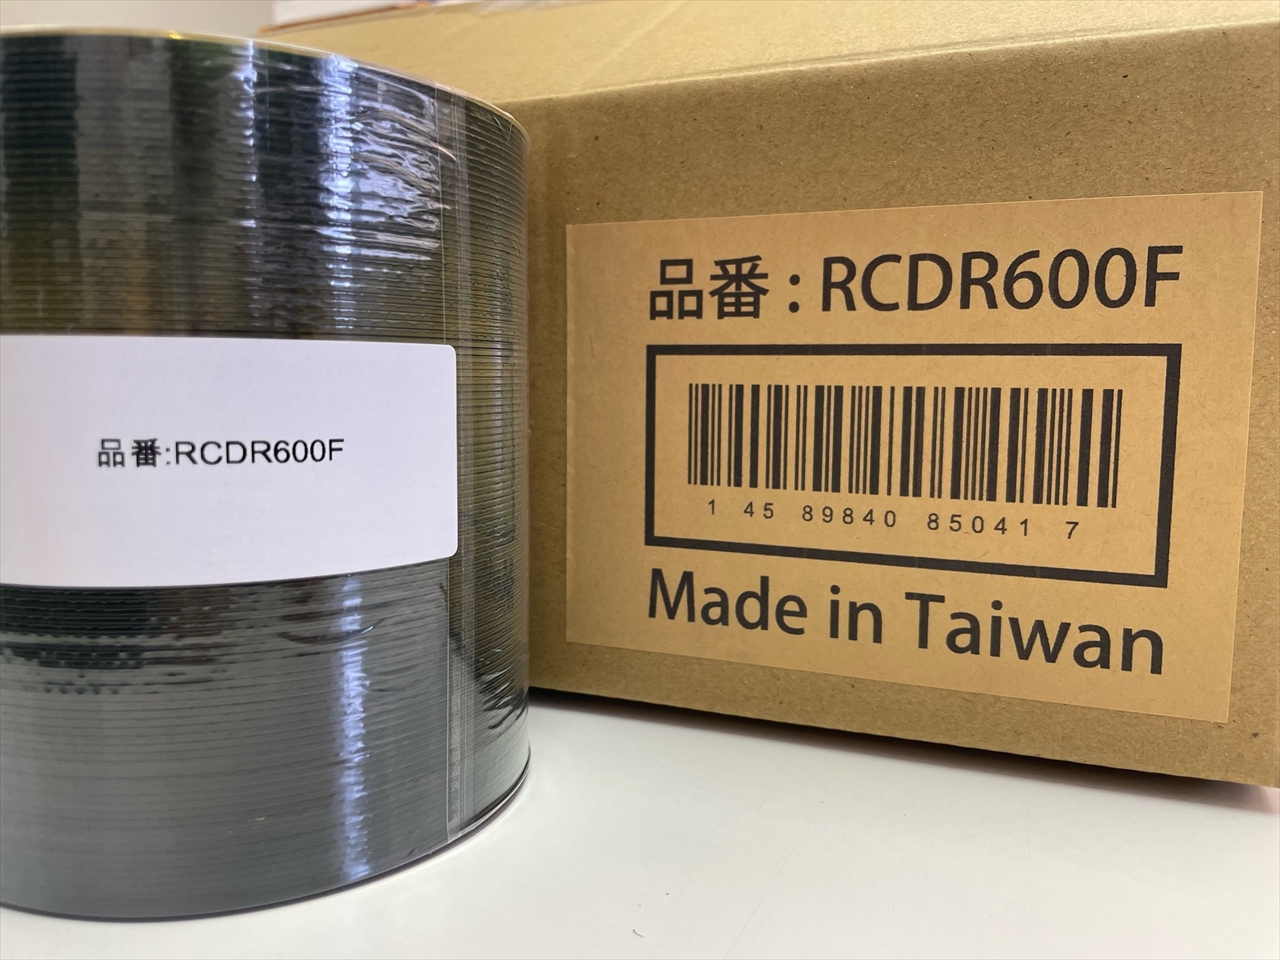 品番:RCDR600F
品番 : RCDR600F
1 45 89840 85041 7
Made in Taiwan